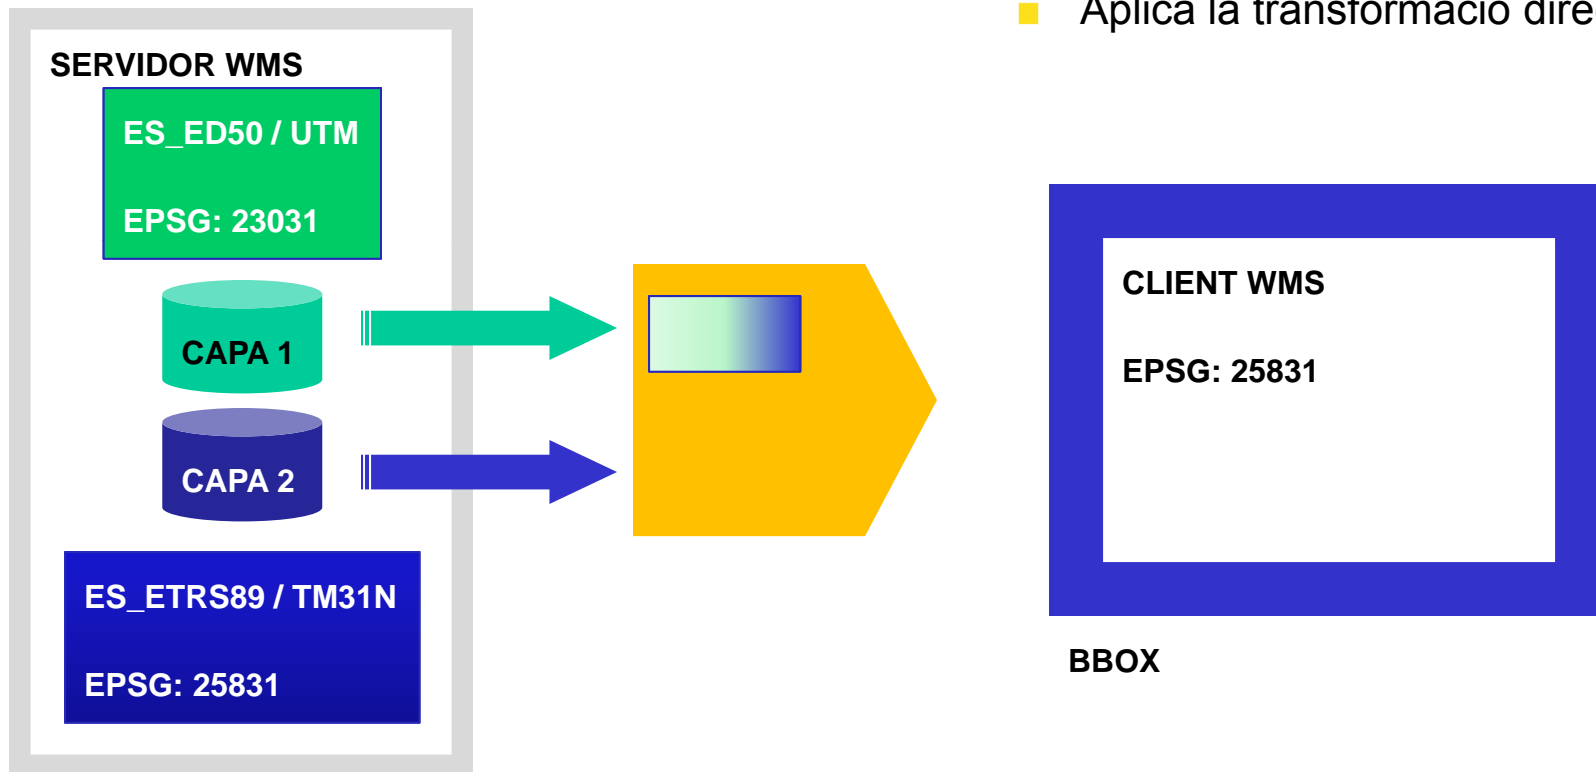 Aplica la transformació
SERVIDOR WMS
ES_ED50 / UTM
EPSG: 23031
CAPA 1
CAPA 2
ES_ETRS89 / TM31N
EPSG: 25831
CLIENT WMS
EPSG: 25831
BBOX